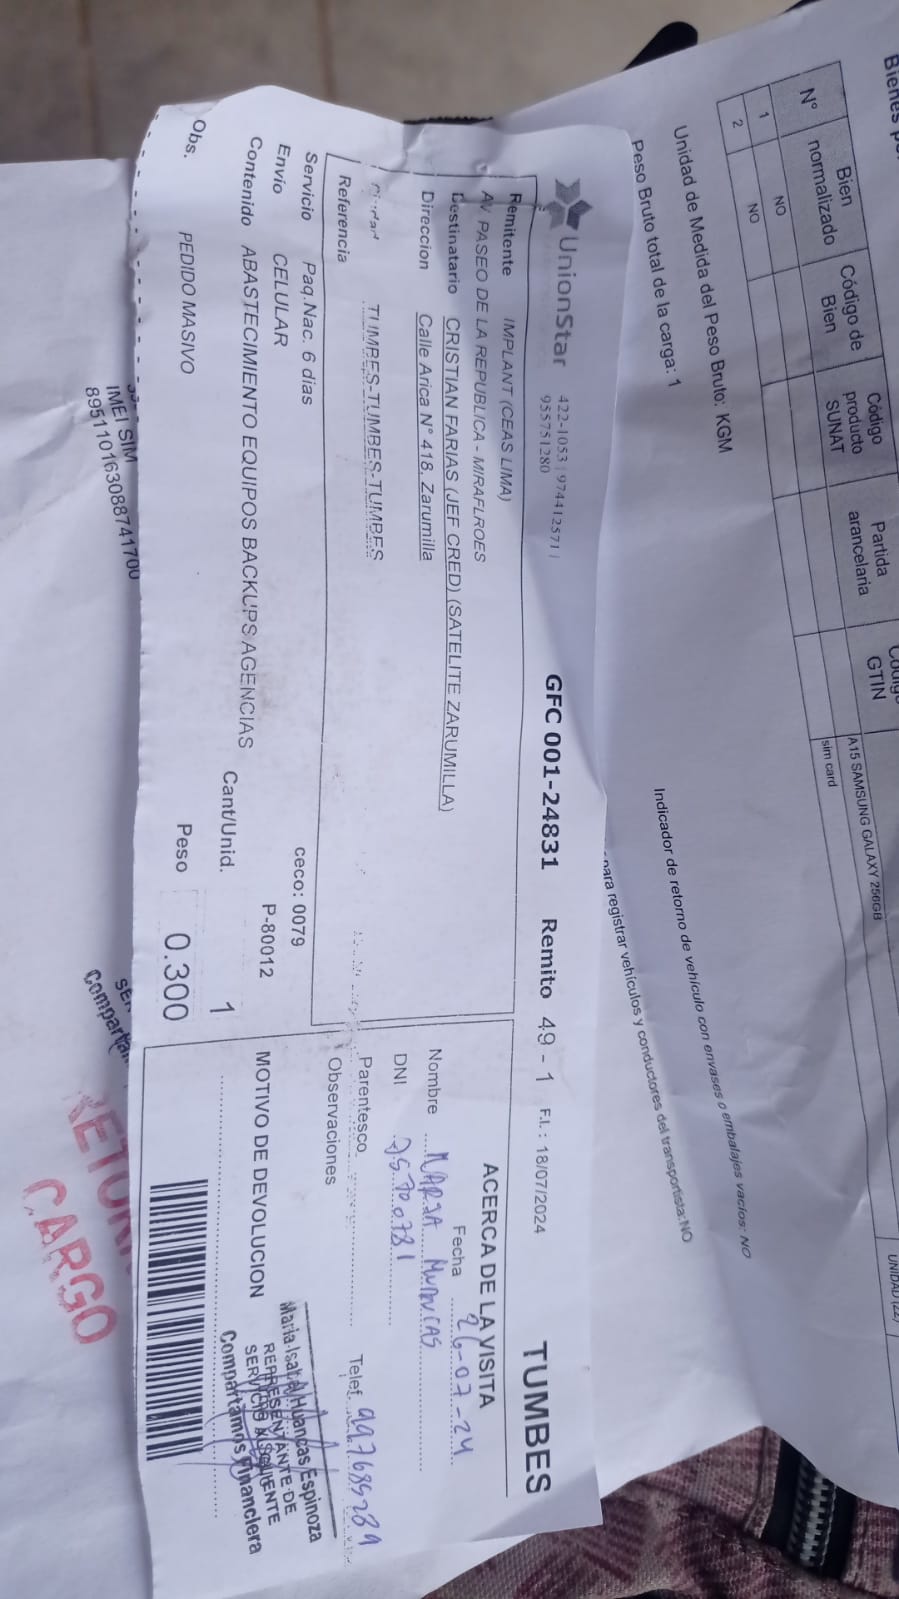 UnionStar
422-1053 | 974412571 |
955751280
GFC 001-24831 Remito 49 - 1 F.I. : 18/07/2024 TUMBES
Remitente IMPLANT (CEAS LIMA)
AV PASEO DE LA REPUBLICA - MIRAFLROES
Destinatario CRISTIAN FARIAS (JEF CRED) (SATELITE ZARUMILLA)
Direccion Calle Arica N° 418. Zarumilla
TUMBES-TUMBES-TUMBES
Referencia
Servicio Paq.Nac. 6 dias
ceco: 0079
Envio CELULAR
P-80012
Contenido ABASTECIMIENTO EQUIPOS BACKUPS AGENCIAS
Cant/Unid. 1
Obs. PEDIDO MASIVO
Peso 0.300
ACERCA DE LA VISITA
Fecha 26-07-24
Nombre
DNI 75700781
Parentesco
Telef. 997689289
Observaciones
MOTIVO DE DEVOLUCION
Maria Isabel Huancas Espinoza
REPRESENTANTE DE
SERVICIO AL CLIENTE
Compartamos Financiera
IMEI SIM
8951101630887417
CARGO
N° Bien normalizado Código de Bien Código producto SUNAT Partida arancelaria GTIN
1 NO A15 SAMSUNG GALAXY 256GB
2 NO sim card
Unidad de Medida del Peso Bruto: KGM
Peso Bruto total de la carga: 1
Indicador de retorno de vehículo con envases o embalajes vacíos: NO
para registrar vehículos y conductores del transportista: NO